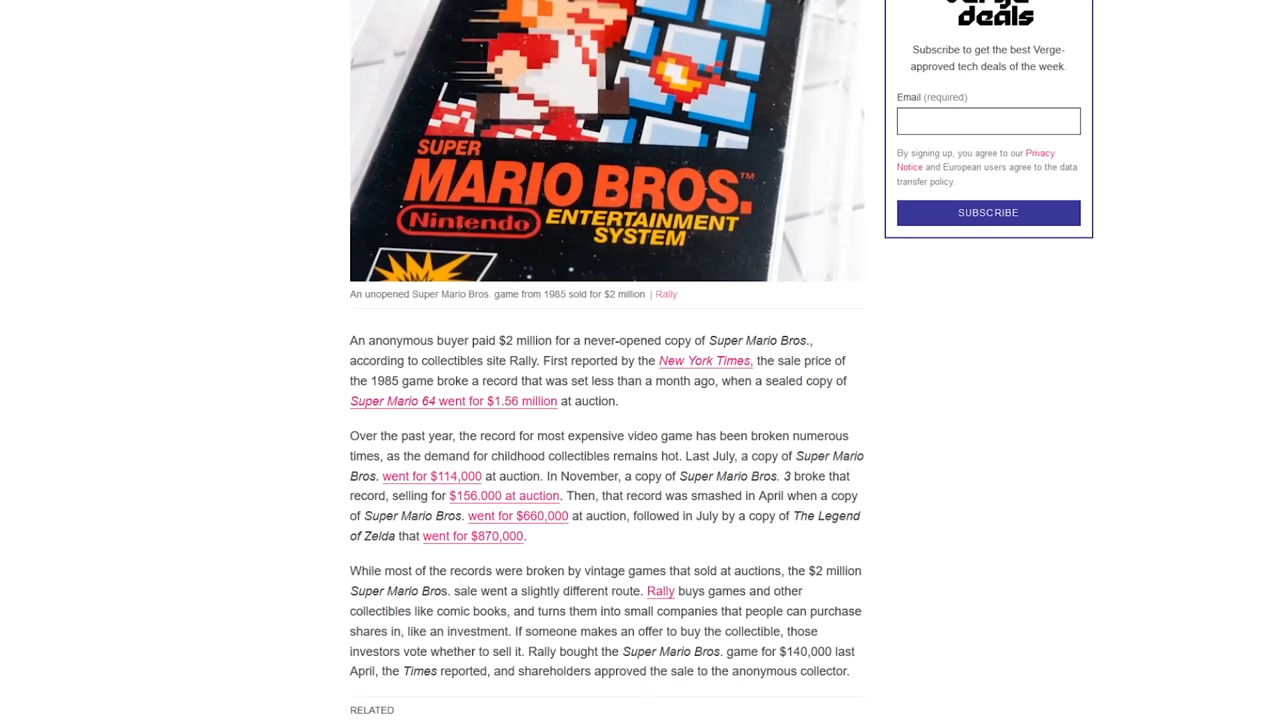 deals
Subscribe to get the best Verge-
approved tech deals of the week.
Email (required)
By signing up, you agree to our Privacy
Notice and European users agree to the data
transfer policy.
SUBSCRIBE
SUPER
MARIO BROS.™
Nintendo ENTERTAINMENT
SYSTEM
An unopened Super Mario Bros. game from 1985 sold for $2 million | Rally
An anonymous buyer paid $2 million for a never-opened copy of Super Mario Bros.,
according to collectibles site Rally. First reported by the New York Times, the sale price of
the 1985 game broke a record that was set less than a month ago, when a sealed copy of
Super Mario 64 went for $1.56 million at auction.
Over the past year, the record for most expensive video game has been broken numerous
times, as the demand for childhood collectibles remains hot. Last July, a copy of Super Mario
Bros. went for $114,000 at auction. In November, a copy of Super Mario Bros. 3 broke that
record, selling for $156.000 at auction. Then, that record was smashed in April when a copy
of Super Mario Bros. went for $660,000 at auction, followed in July by a copy of The Legend
of Zelda that went for $870,000.
While most of the records were broken by vintage games that sold at auctions, the $2 million
Super Mario Bros. sale went a slightly different route. Rally buys games and other
collectibles like comic books, and turns them into small companies that people can purchase
shares in, like an investment. If someone makes an offer to buy the collectible, those
investors vote whether to sell it. Rally bought the Super Mario Bros. game for $140,000 last
April, the Times reported, and shareholders approved the sale to the anonymous collector.
RELATED